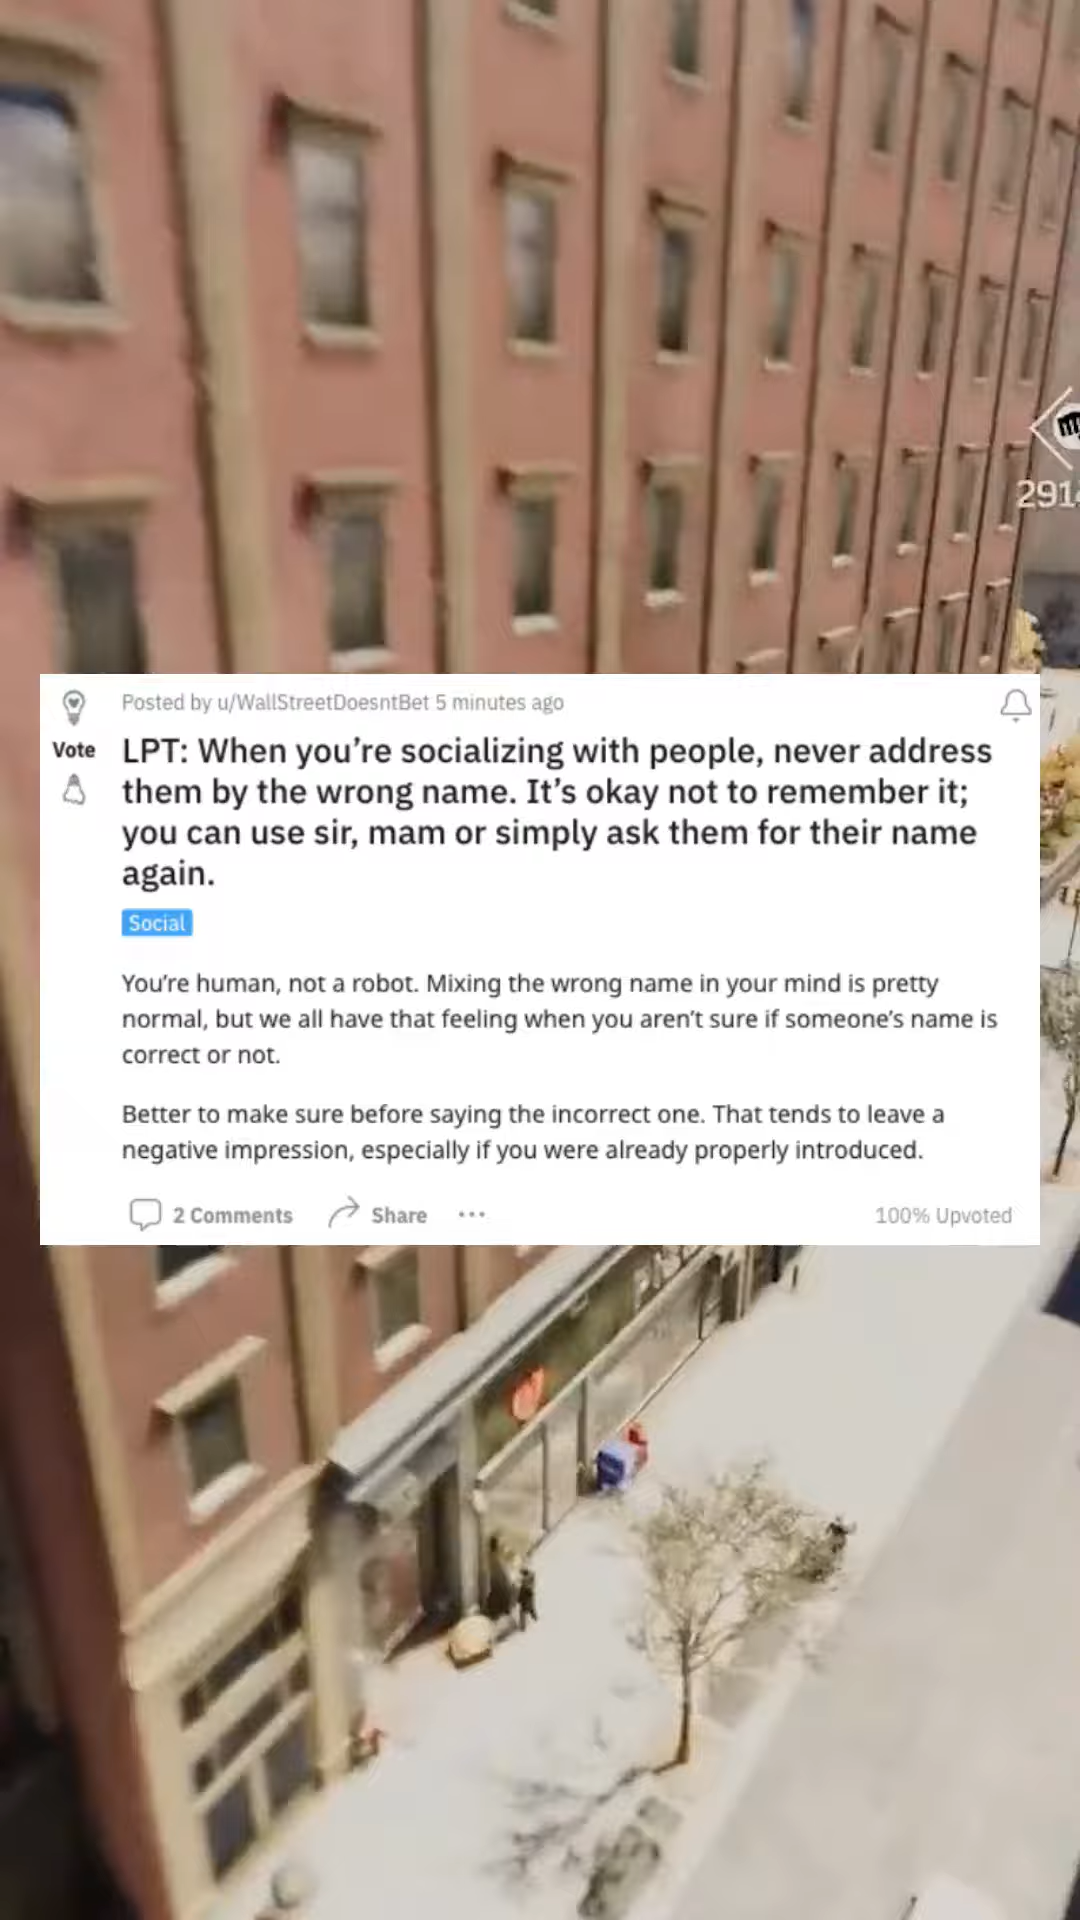 Posted by u/WallStreetDoesntBet 5 minutes ago
Vote
LPT: When you’re socializing with people, never address
them by the wrong name. It’s okay not to remember it;
you can use sir, mam or simply ask them for their name
again.
Social
You’re human, not a robot. Mixing the wrong name in your mind is pretty
normal, but we all have that feeling when you aren’t sure if someone’s name is
correct or not.
Better to make sure before saying the incorrect one. That tends to leave a
negative impression, especially if you were already properly introduced.
2 Comments
Share
100% Upvoted